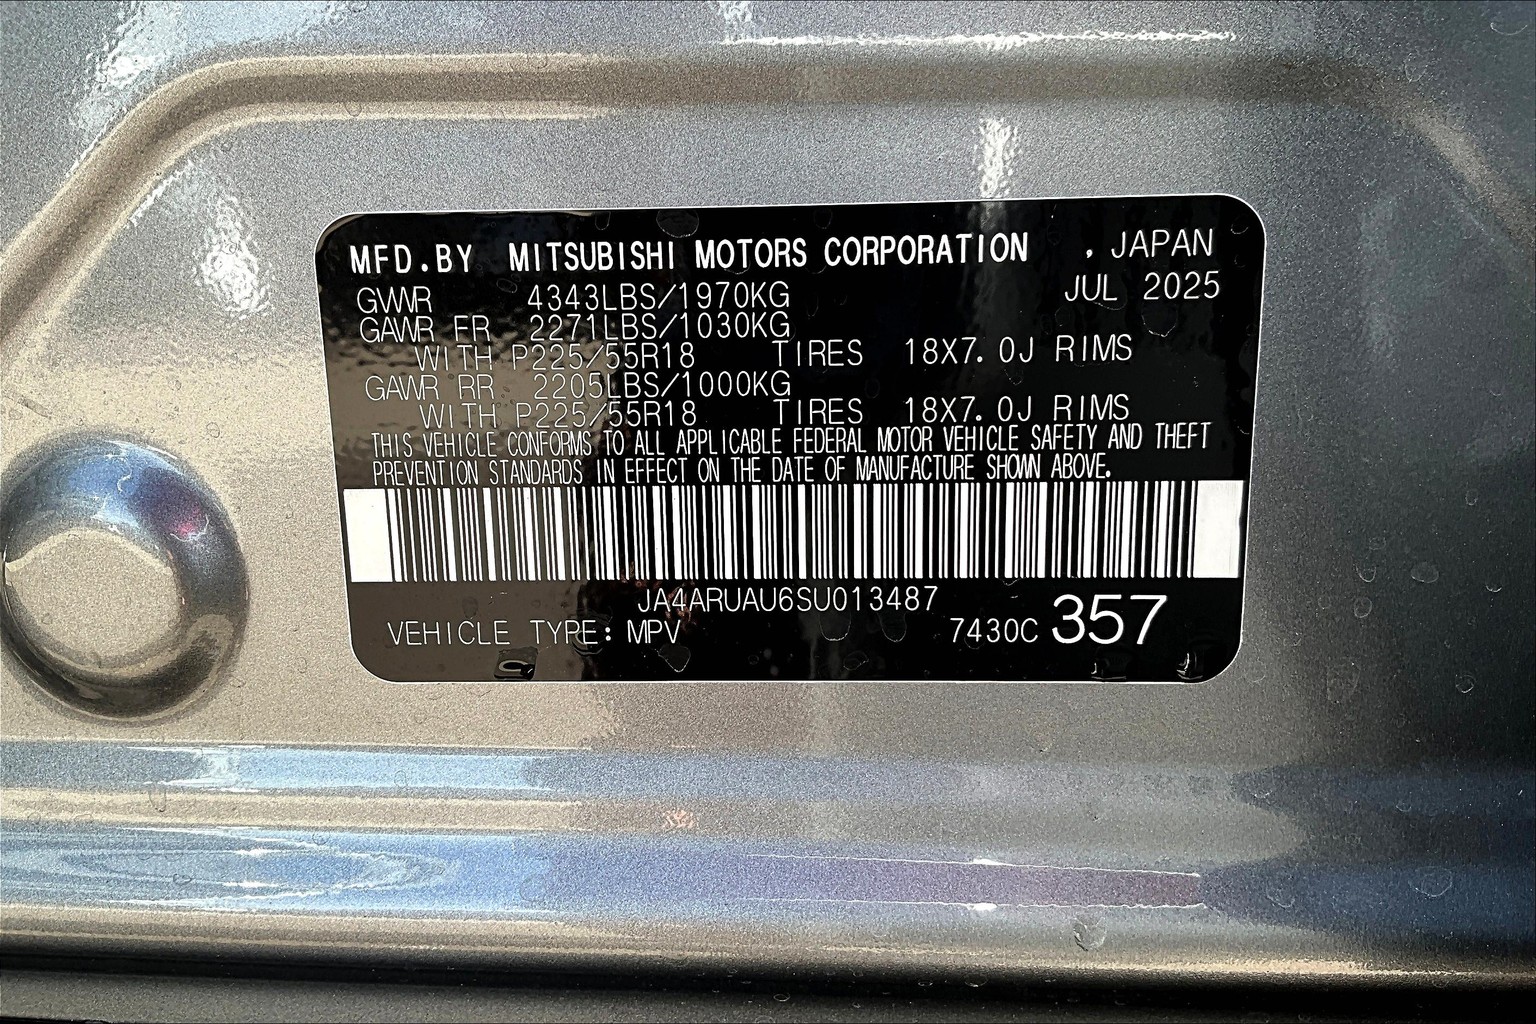 MFD.BY MITSUBISHI MOTORS CORPORATION , JAPAN
GVWR 4343LBS/1970KG JUL 2025
GAWR FR 2271LBS/1030KG
WITH P225/55R18 TIRES 18X7.0J RIMS
GAWR RR 2205LBS/1000KG
WITH P225/55R18 TIRES 18X7.0J RIMS
THIS VEHICLE CONFORMS TO ALL APPLICABLE FEDERAL MOTOR VEHICLE SAFETY AND THEFT
PREVENTION STANDARDS IN EFFECT ON THE DATE OF MANUFACTURE SHOWN ABOVE.
JA4ARUAU6SU013487
VEHICLE TYPE: MPV 7430C 357